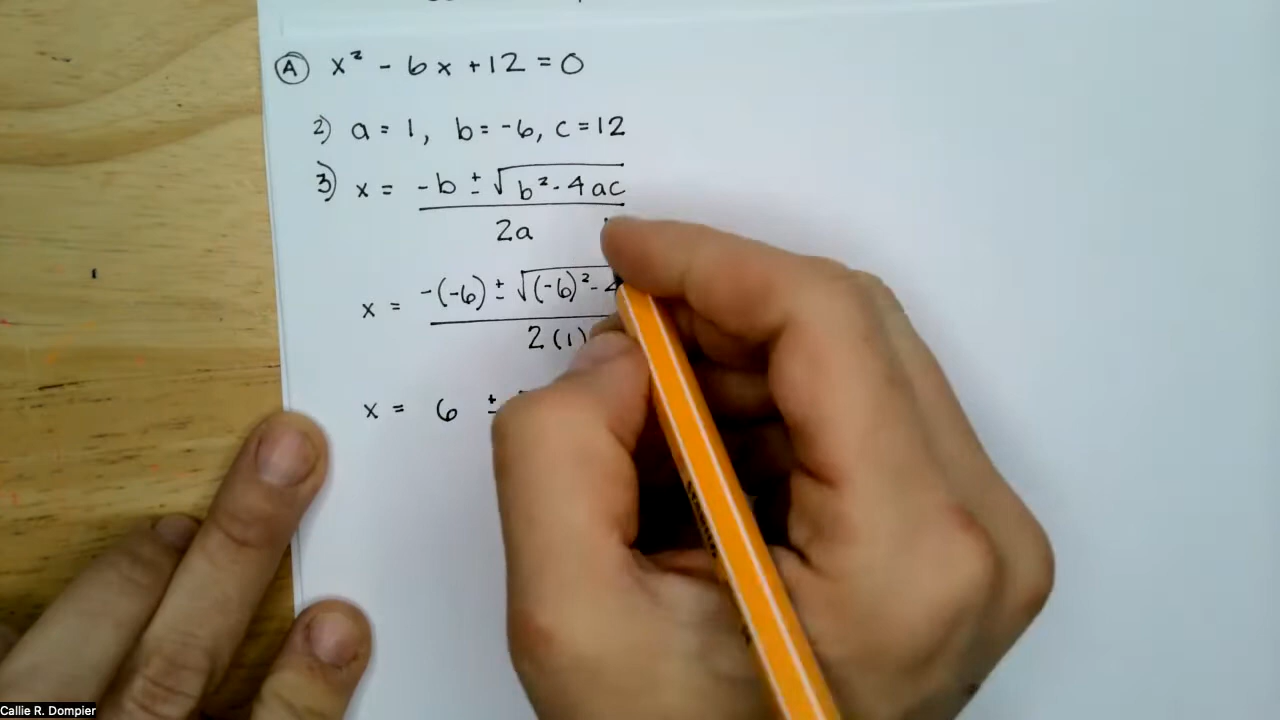 Ⓐ x² - 6x + 12 = 0
2) a = 1, b = -6, c = 12
3) x = -b ± √b² - 4ac
2a
x = -(-6) ± √(-6)² - 4
2(1)
x = 6 ±
Callie R. Dompier